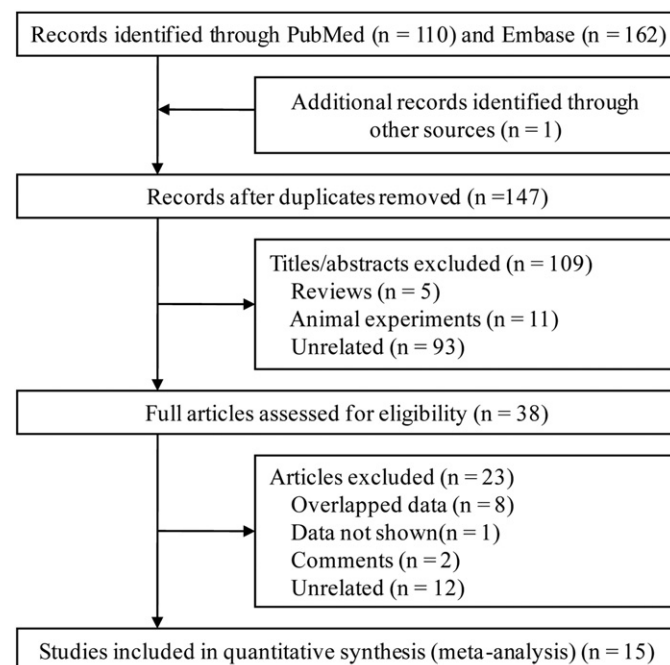 Records identified through PubMed (n = 110) and Embase (n = 162)
Additional records identified through
other sources (n = 1)
Records after duplicates removed (n =147)
Titles/abstracts excluded (n = 109)
Reviews (n = 5)
Animal experiments (n = 11)
Unrelated (n = 93)
Full articles assessed for eligibility (n = 38)
Articles excluded (n = 23)
Overlapped data (n = 8)
Data not shown(n = 1)
Comments (n = 2)
Unrelated (n = 12)
Studies included in quantitative synthesis (meta-analysis) (n = 15)